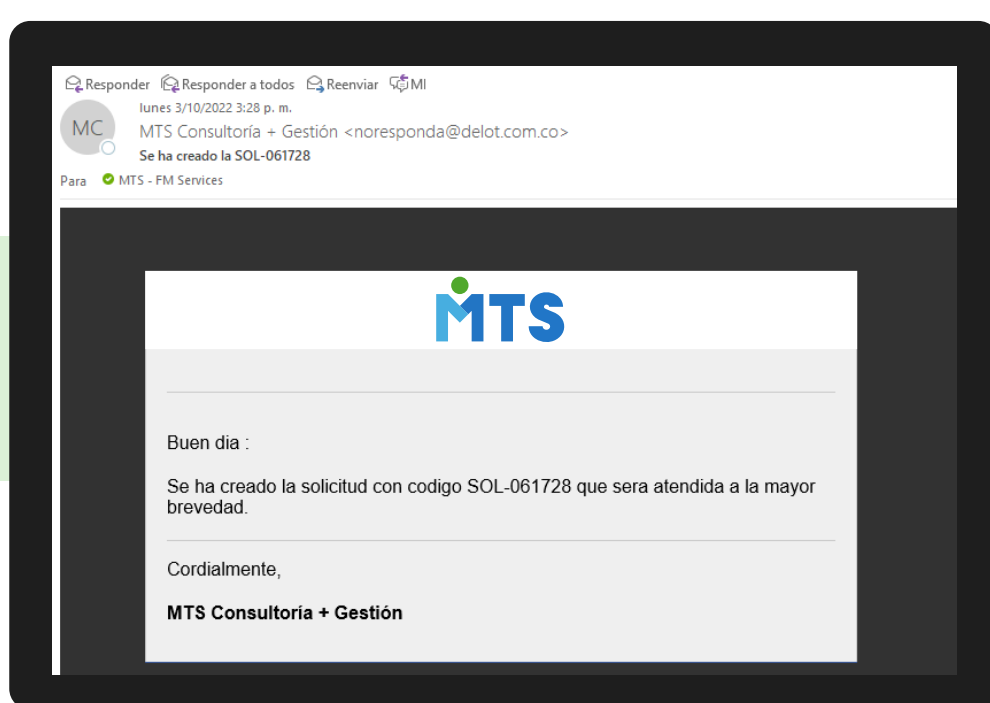 Responder Responder a todos Reenviar MI
lunes 3/10/2022 3:28 p. m.
MC
MTS Consultoría + Gestión <noresponda@delot.com.co>
Se ha creado la SOL-061728
Para MTS - FM Services
MTS
Buen dia :
Se ha creado la solicitud con codigo SOL-061728 que sera atendida a la mayor
brevedad.
Cordialmente,
MTS Consultoría + Gestión